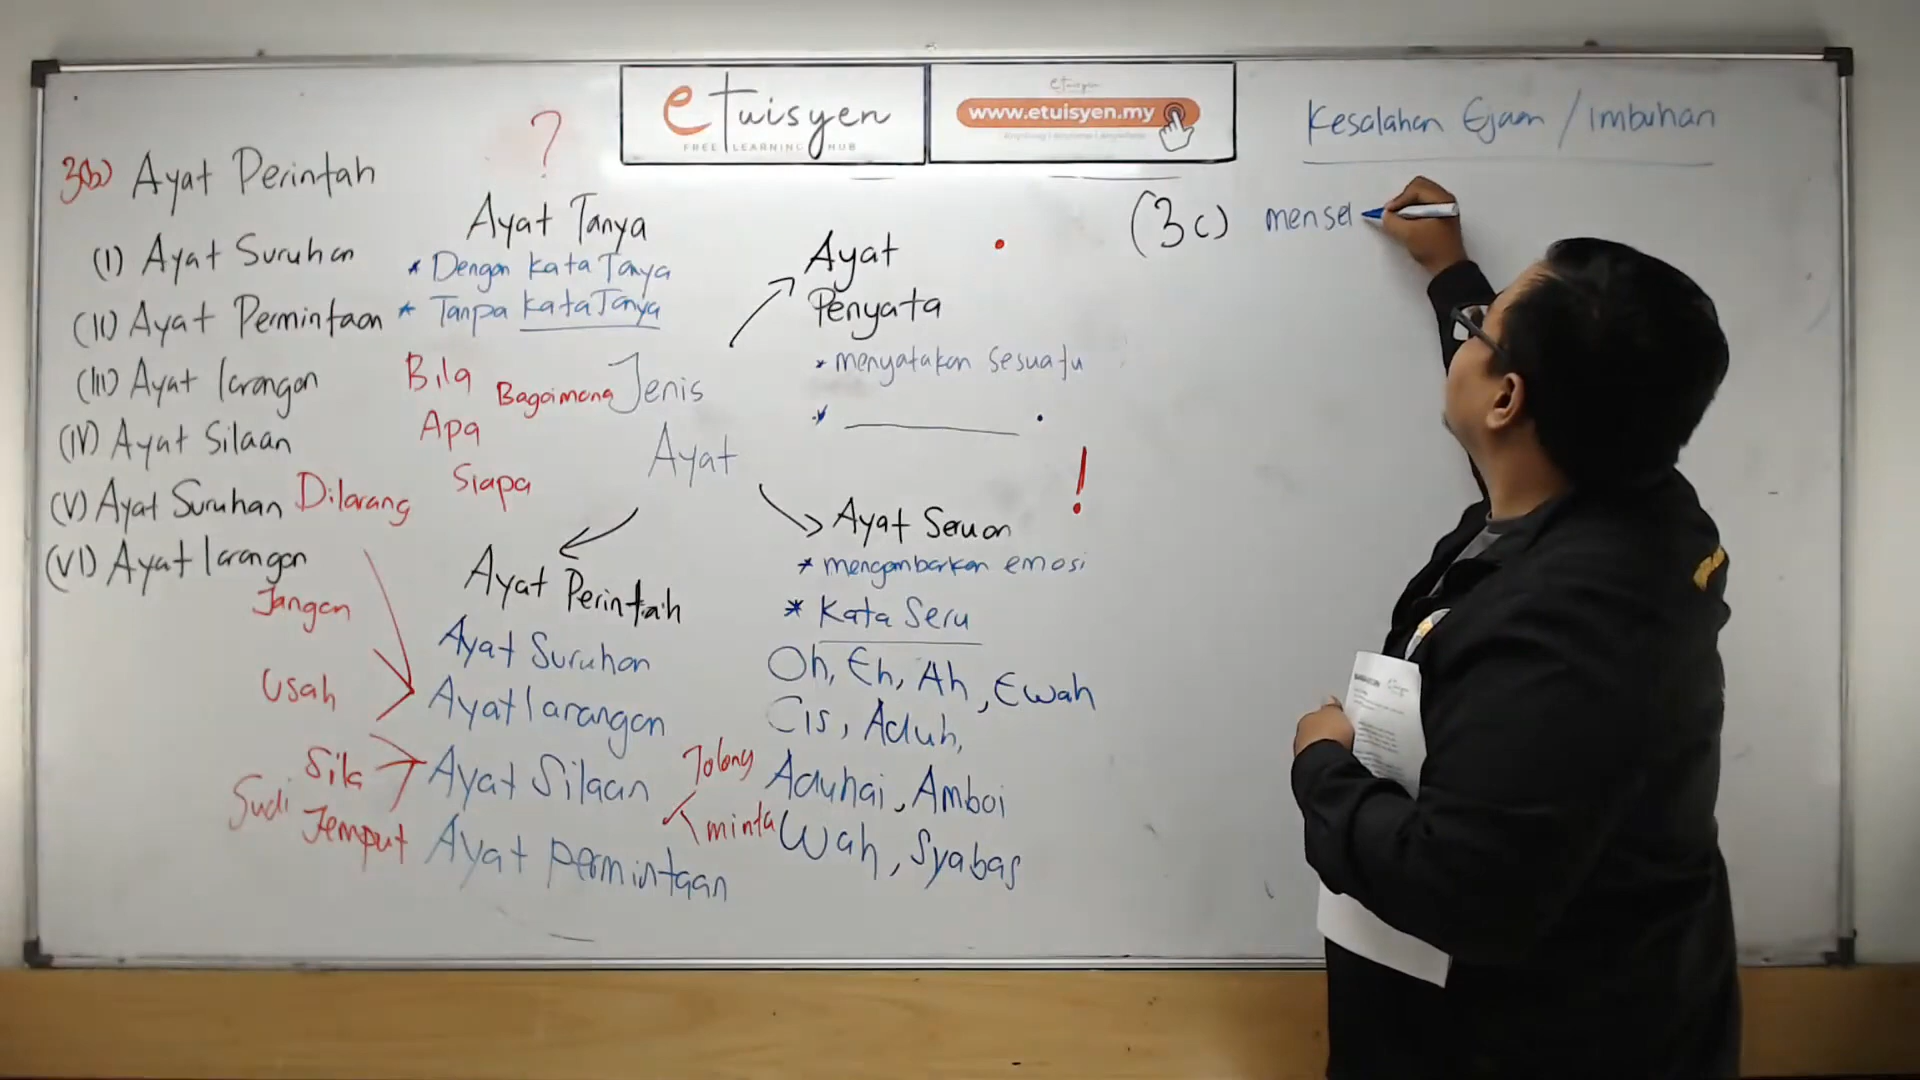 etuisyen
FREE LEARNING HUB
etuisyen
www.etuisyen.my
3(b) Ayat Perintah
(I) Ayat Suruhan
(II) Ayat Permintaan
(III) Ayat larangan
(IV) Ayat Silaan
(V) Ayat Suruhan
(VI) Ayat larangan
Dilarang
Jangan
Usah
Sila
Sudi
Jemput
?
Ayat Tanya
* Dengan Kata Tanya
* Tanpa Kata Tanya
Bila
Bagaimana
Apa
Siapa
Jenis
Ayat
Ayat Perintah
Ayat Suruhan
Ayat larangan
Ayat Silaan
Ayat permintaan
Tolong
minta
Ayat
Penyata
* menyatakan sesuatu
* ________ .
!
Ayat Seruan
* mengambarkan emosi
* Kata Seru
Oh, Eh, Ah, Ewah
Cis, Aduh,
Aduhai, Amboi
Wah, Syabas
Kesalahan Ejaan / Imbuhan
(3c) mensel